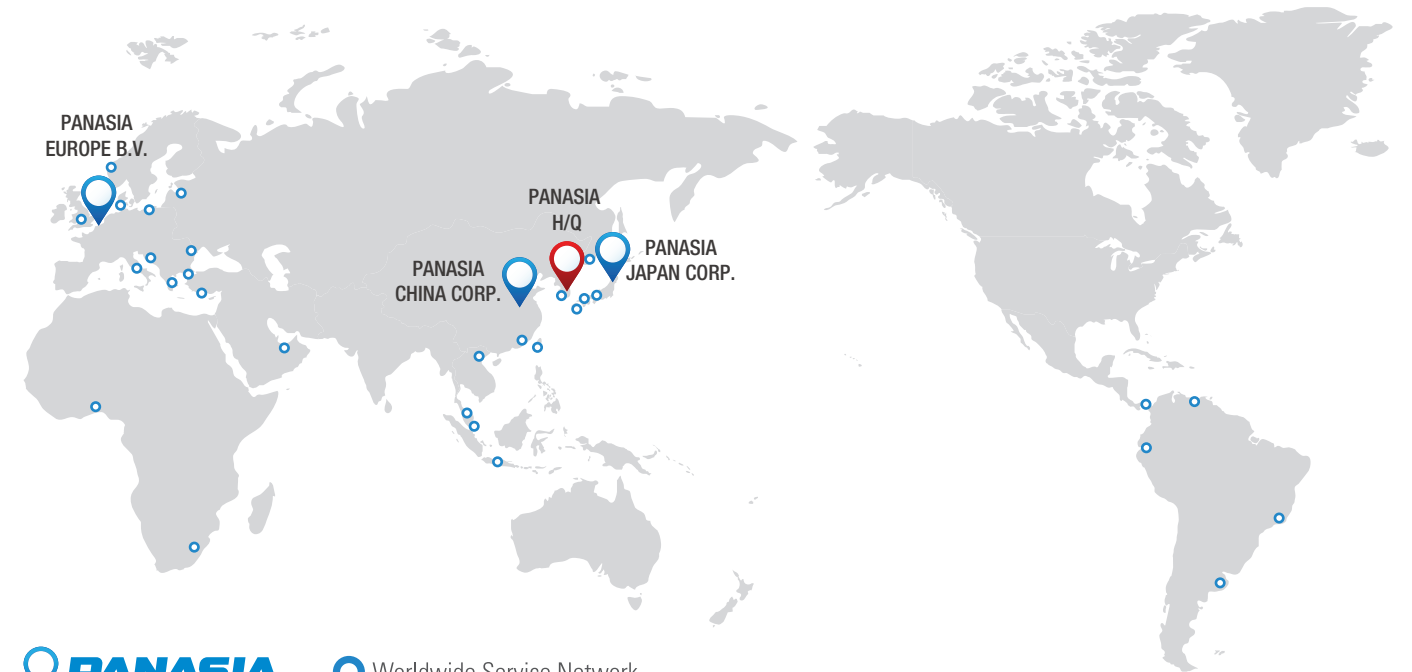 PANASIA
EUROPE B.V.
PANASIA
H/Q
PANASIA
JAPAN CORP.
PANASIA
CHINA CORP.
PANASIA
Worldwide Service Network